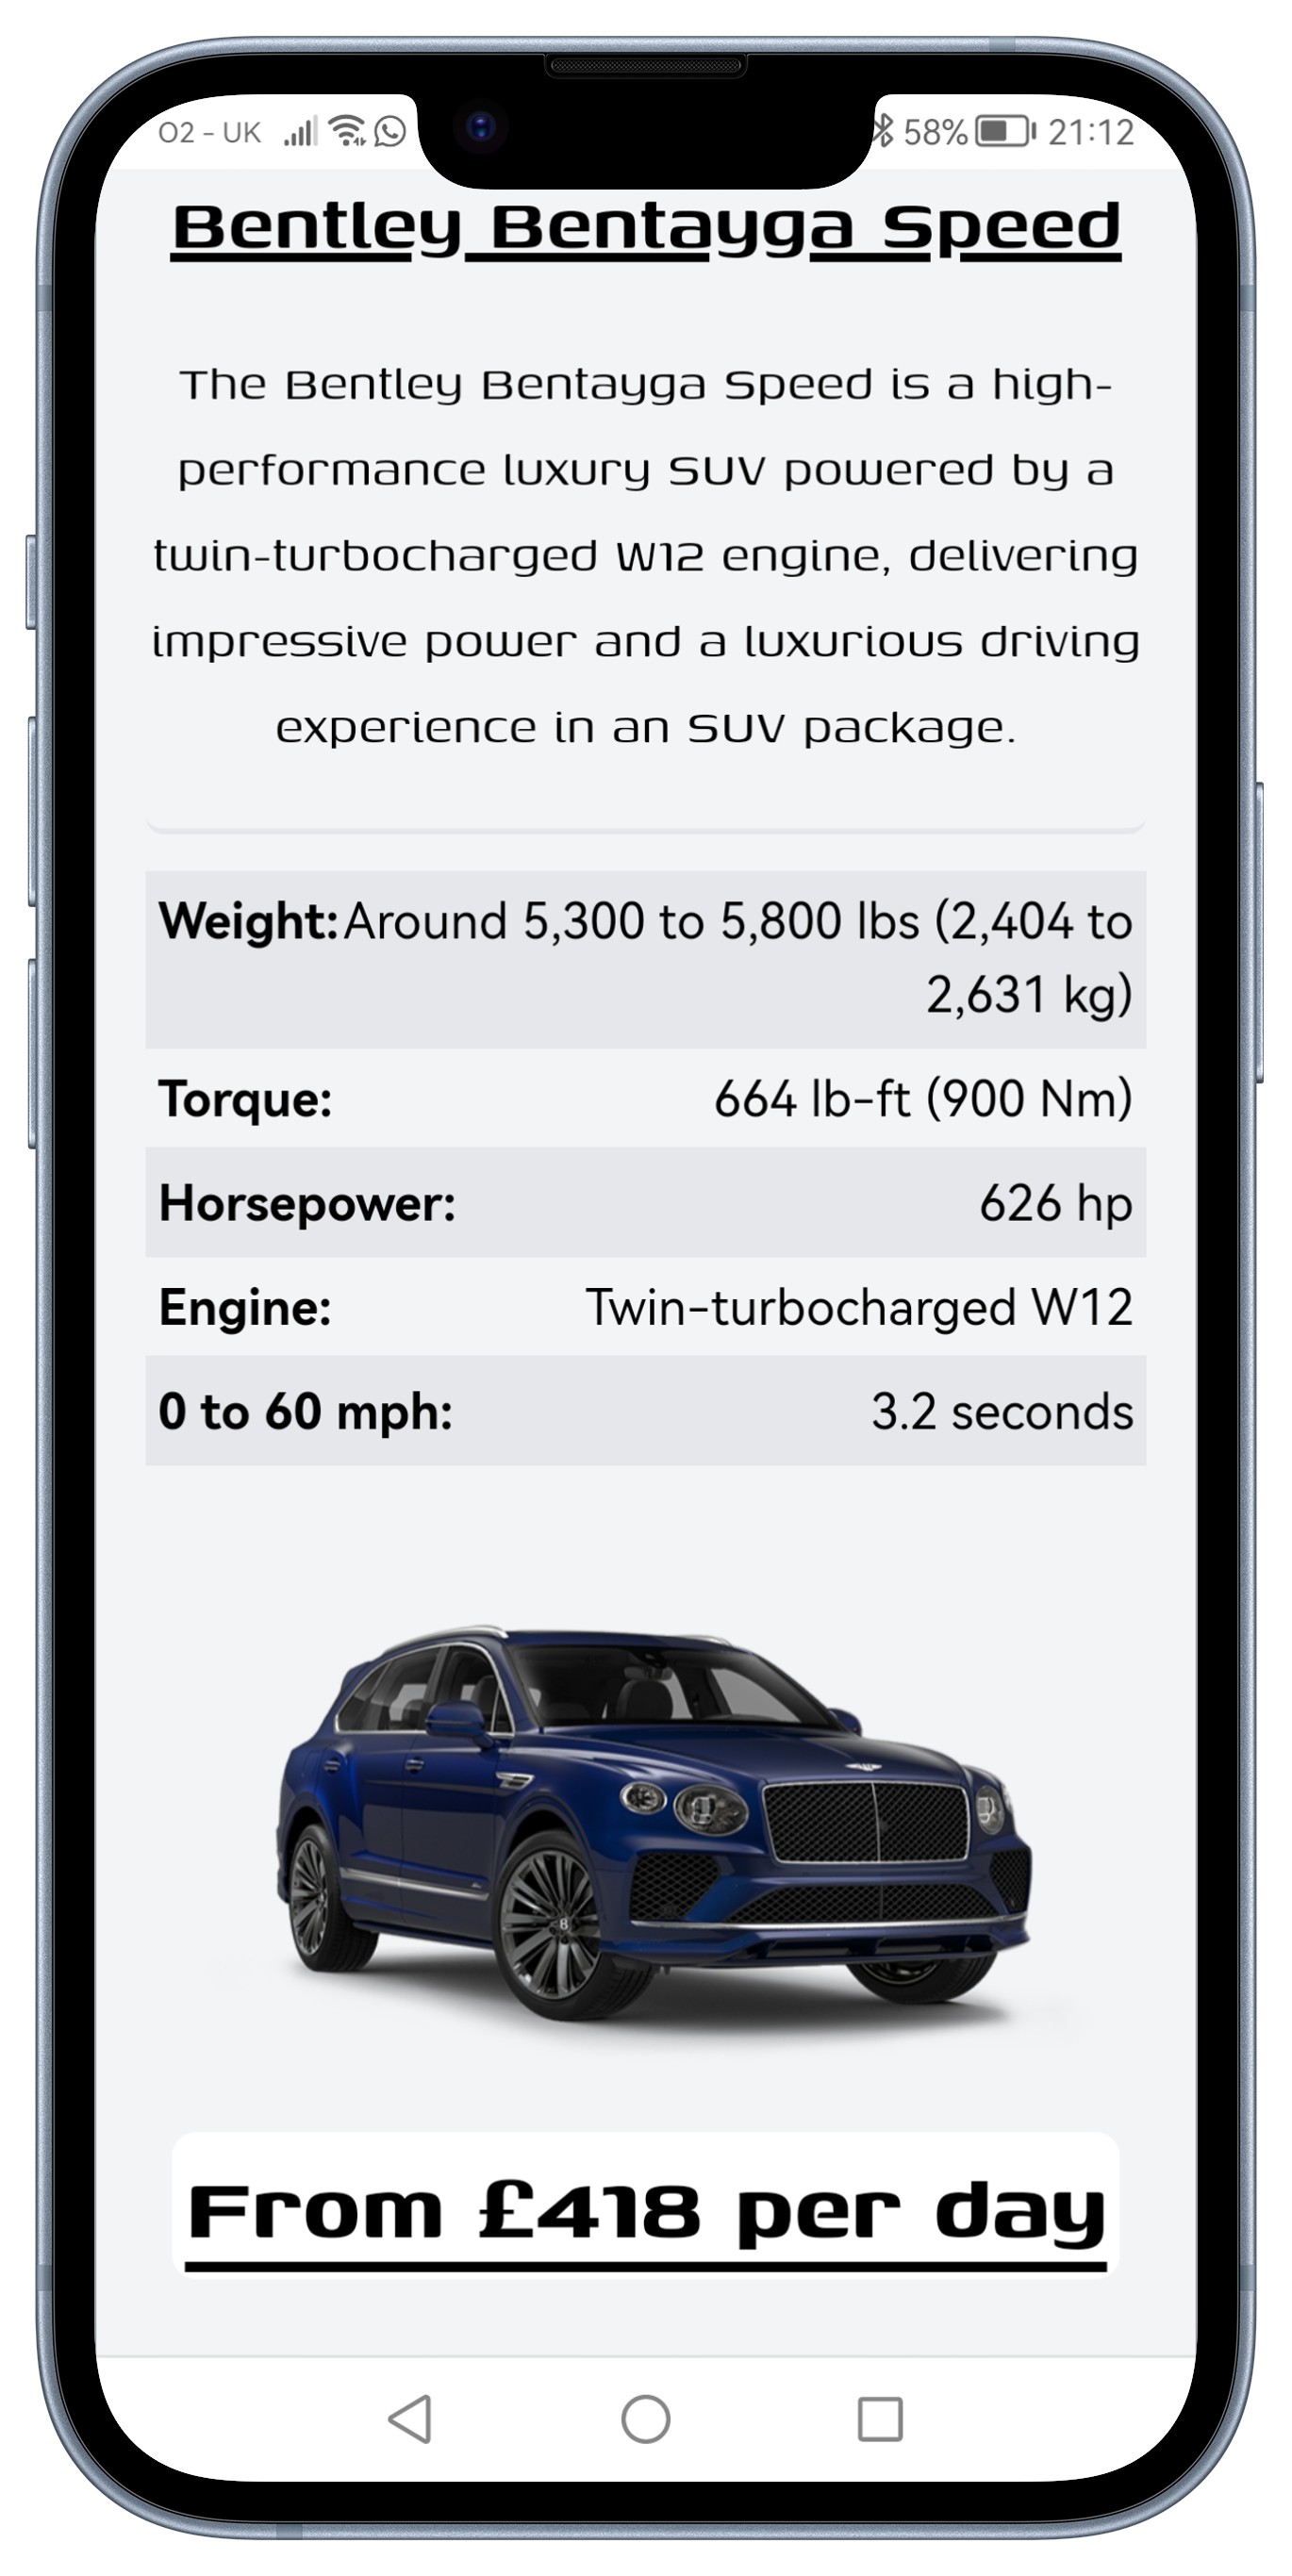 O2 - UK 58% 21:12
Bentley Bentayga Speed
The Bentley Bentayga Speed is a high-
performance luxury SUV powered by a
twin-turbocharged W12 engine, delivering
impressive power and a luxurious driving
experience in an SUV package.
Weight: Around 5,300 to 5,800 lbs (2,404 to
2,631 kg)
Torque: 664 lb-ft (900 Nm)
Horsepower: 626 hp
Engine: Twin-turbocharged W12
0 to 60 mph: 3.2 seconds
B
From £418 per day